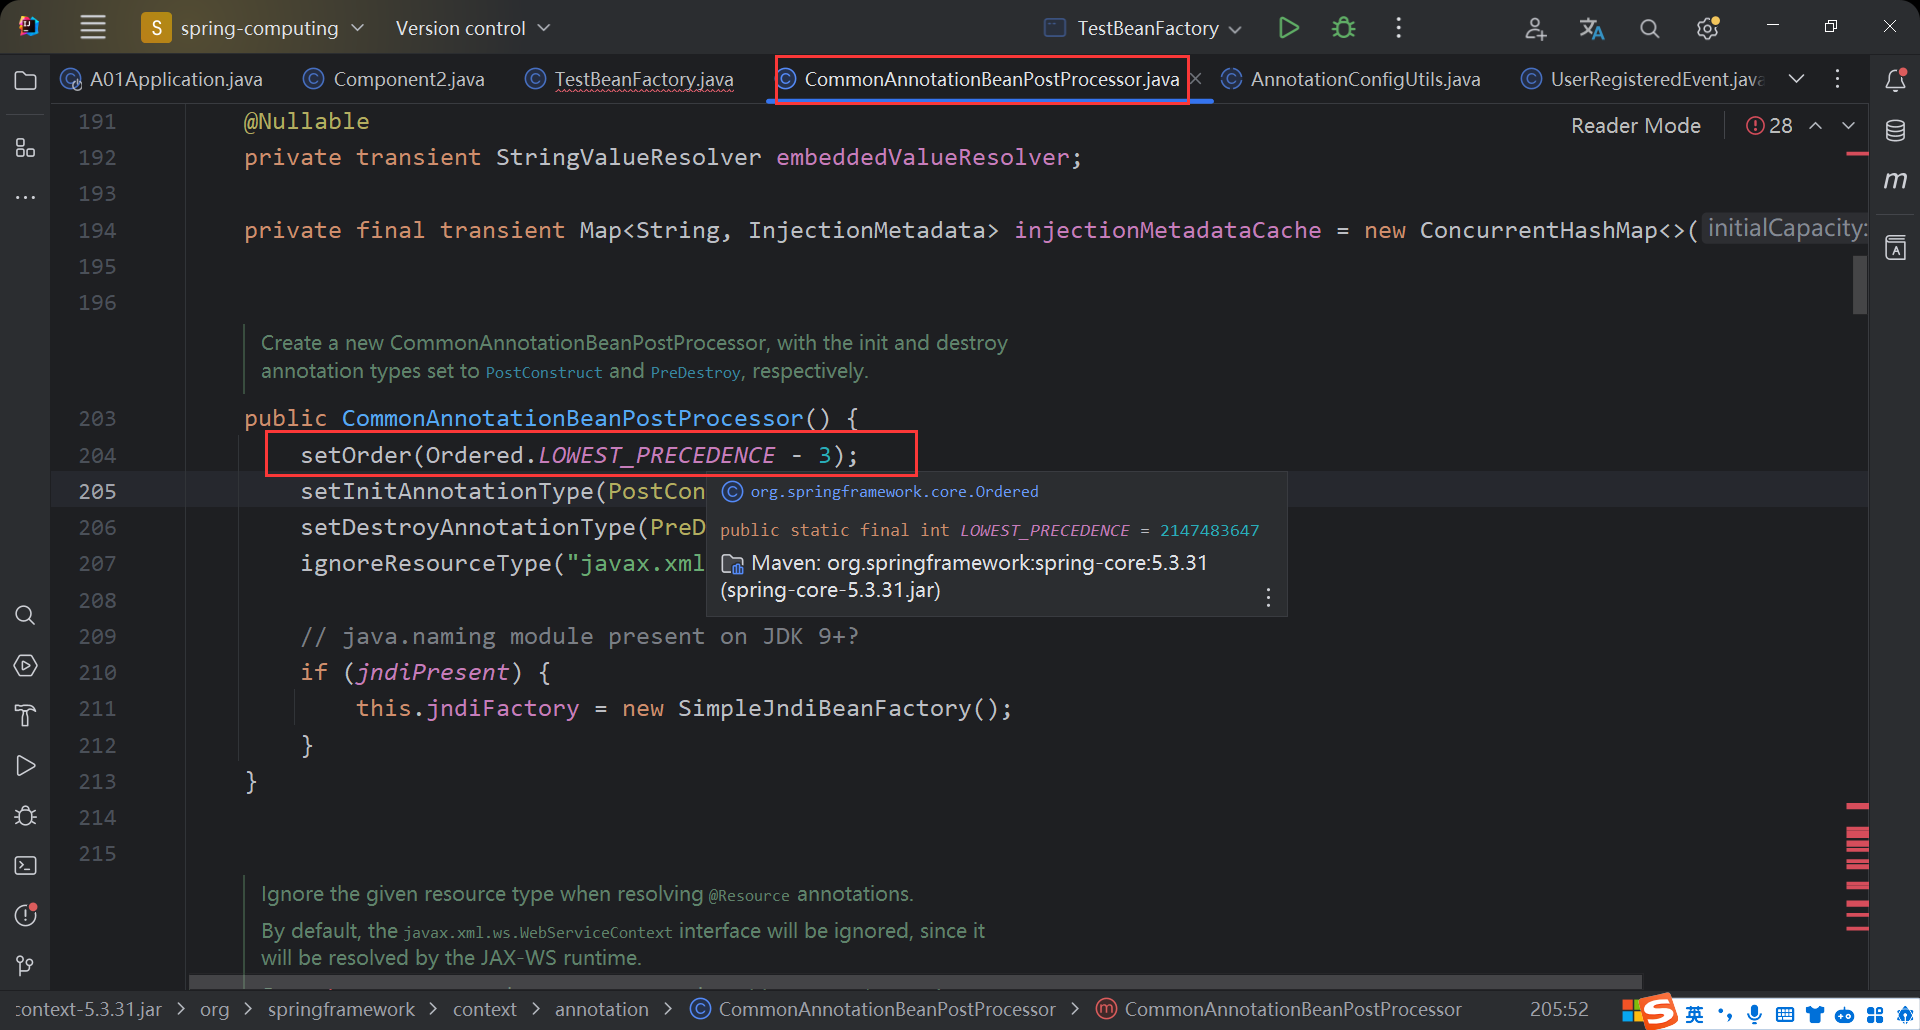 S spring-computing Version control TestBeanFactory
A01Application.java Component2.java TestBeanFactory.java CommonAnnotationBeanPostProcessor.java AnnotationConfigUtils.java UserRegisteredEvent.java
Reader Mode 28
191 @Nullable
192 private transient StringValueResolver embeddedValueResolver;
193
194 private final transient Map<String, InjectionMetadata> injectionMetadataCache = new ConcurrentHashMap<>( initialCapacity:
195
196
Create a new CommonAnnotationBeanPostProcessor, with the init and destroy
annotation types set to PostConstruct and PreDestroy, respectively.
203 public CommonAnnotationBeanPostProcessor() {
204 setOrder(Ordered.LOWEST_PRECEDENCE - 3);
205 setInitAnnotationType(PostCon
206 setDestroyAnnotationType(PreD
207 ignoreResourceType("javax.xml
org.springframework.core.Ordered
public static final int LOWEST_PRECEDENCE = 2147483647
Maven: org.springframework:spring-core:5.3.31
(spring-core-5.3.31.jar)
208
209 // java.naming module present on JDK 9+?
210 if (jndiPresent) {
211 this.jndiFactory = new SimpleJndiBeanFactory();
212 }
213 }
214
215
Ignore the given resource type when resolving @Resource annotations.
By default, the javax.xml.ws.WebServiceContext interface will be ignored, since it
will be resolved by the JAX-WS runtime.
context-5.3.31.jar > org > springframework > context > annotation > CommonAnnotationBeanPostProcessor > CommonAnnotationBeanPostProcessor 205:52
英